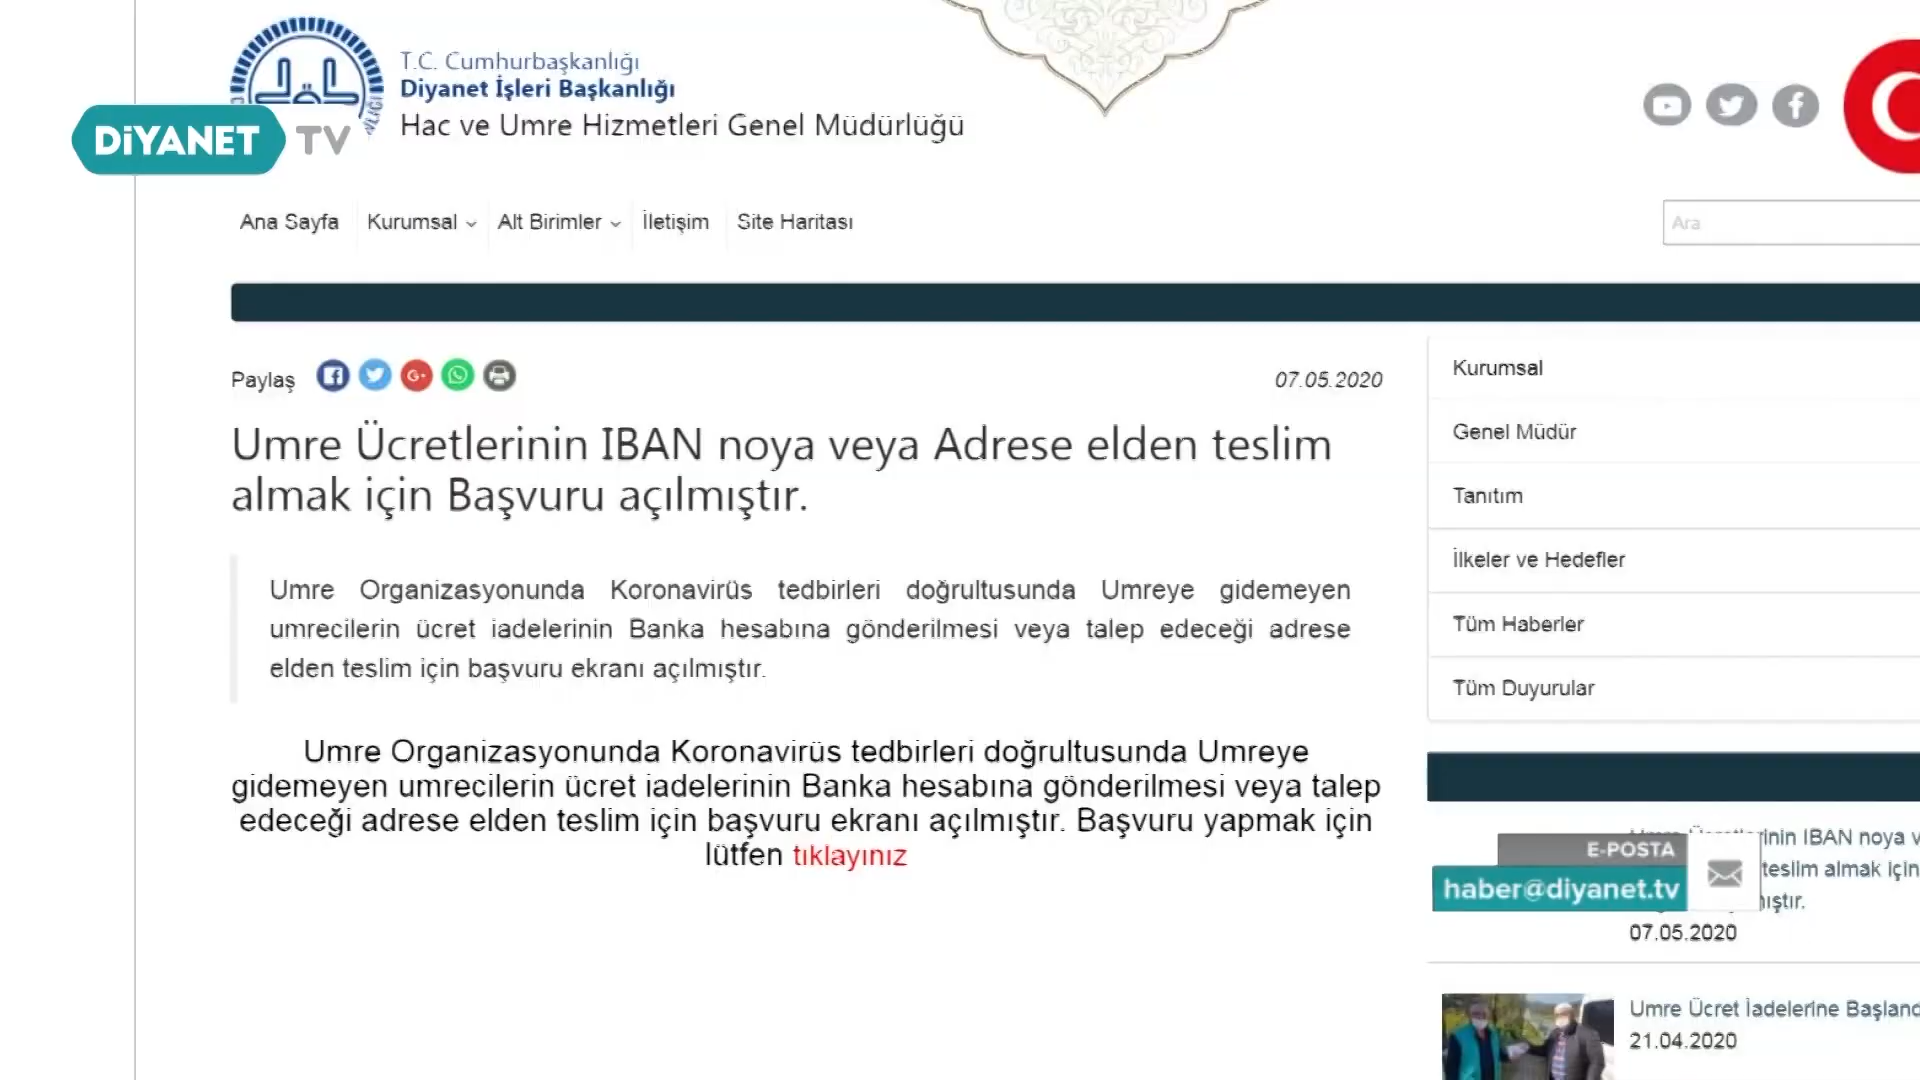 T.C. Cumhurbaşkanlığı
Diyanet İşleri Başkanlığı
Hac ve Umre Hizmetleri Genel Müdürlüğü
DİYANET TV
Ana Sayfa
Kurumsal
Alt Birimler
İletişim
Site Haritası
Ara
Paylaş
07.05.2020
Umre Ücretlerinin IBAN noya veya Adrese elden teslim
almak için Başvuru açılmıştır.
Umre Organizasyonunda Koronavirüs tedbirleri doğrultusunda Umreye gidemeyen
umrecilerin ücret iadelerinin Banka hesabına gönderilmesi veya talep edeceği adrese
elden teslim için başvuru ekranı açılmıştır.
Umre Organizasyonunda Koronavirüs tedbirleri doğrultusunda Umreye
gidemeyen umrecilerin ücret iadelerinin Banka hesabına gönderilmesi veya talep
edeceği adrese elden teslim için başvuru ekranı açılmıştır. Başvuru yapmak için
lütfen tıklayınız
Kurumsal
Genel Müdür
Tanıtım
İlkeler ve Hedefler
Tüm Haberler
Tüm Duyurular
IBAN noya
teslim almak için
07.05.2020
E-POSTA
haber@diyanet.tv
Umre Ücret İadelerine
21.04.2020